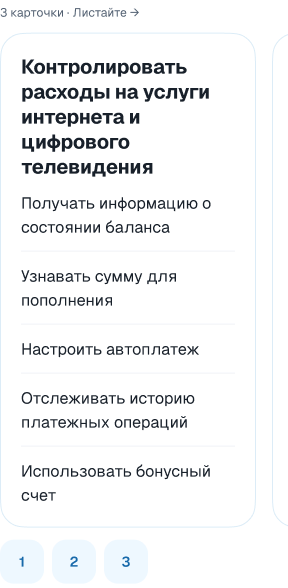 3 карточки · Листайте →
Контролировать
расходы на услуги
интернета и
цифрового
телевидения
Получать информацию о
состоянии баланса
Узнавать сумму для
пополнения
Настроить автоплатеж
Отслеживать историю
платежных операций
Использовать бонусный
счет
1 2 3